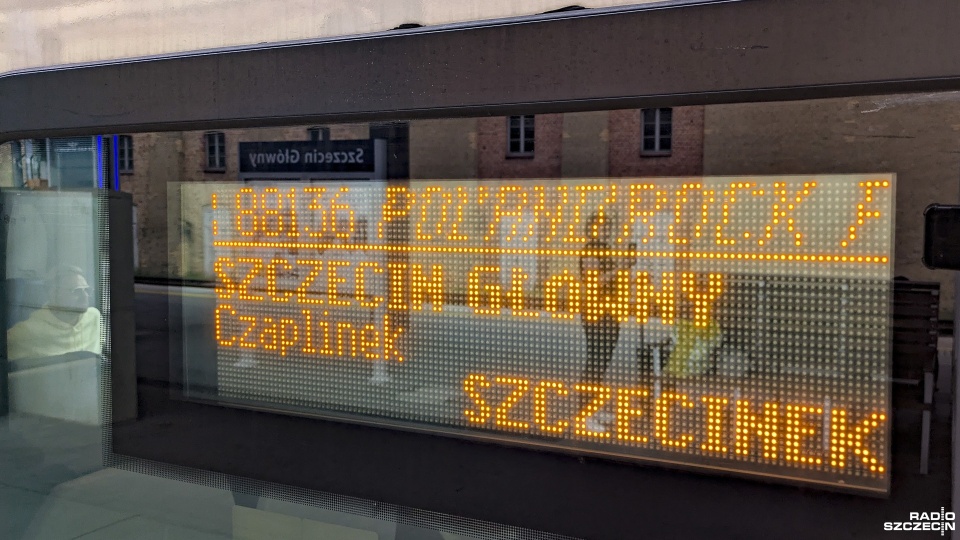 Szczecin Główny
88136 POL'AND'ROCK F
SZCZECIN GŁÓWNY
Czaplinek
SZCZECINEK
RADIO
SZCZECIN